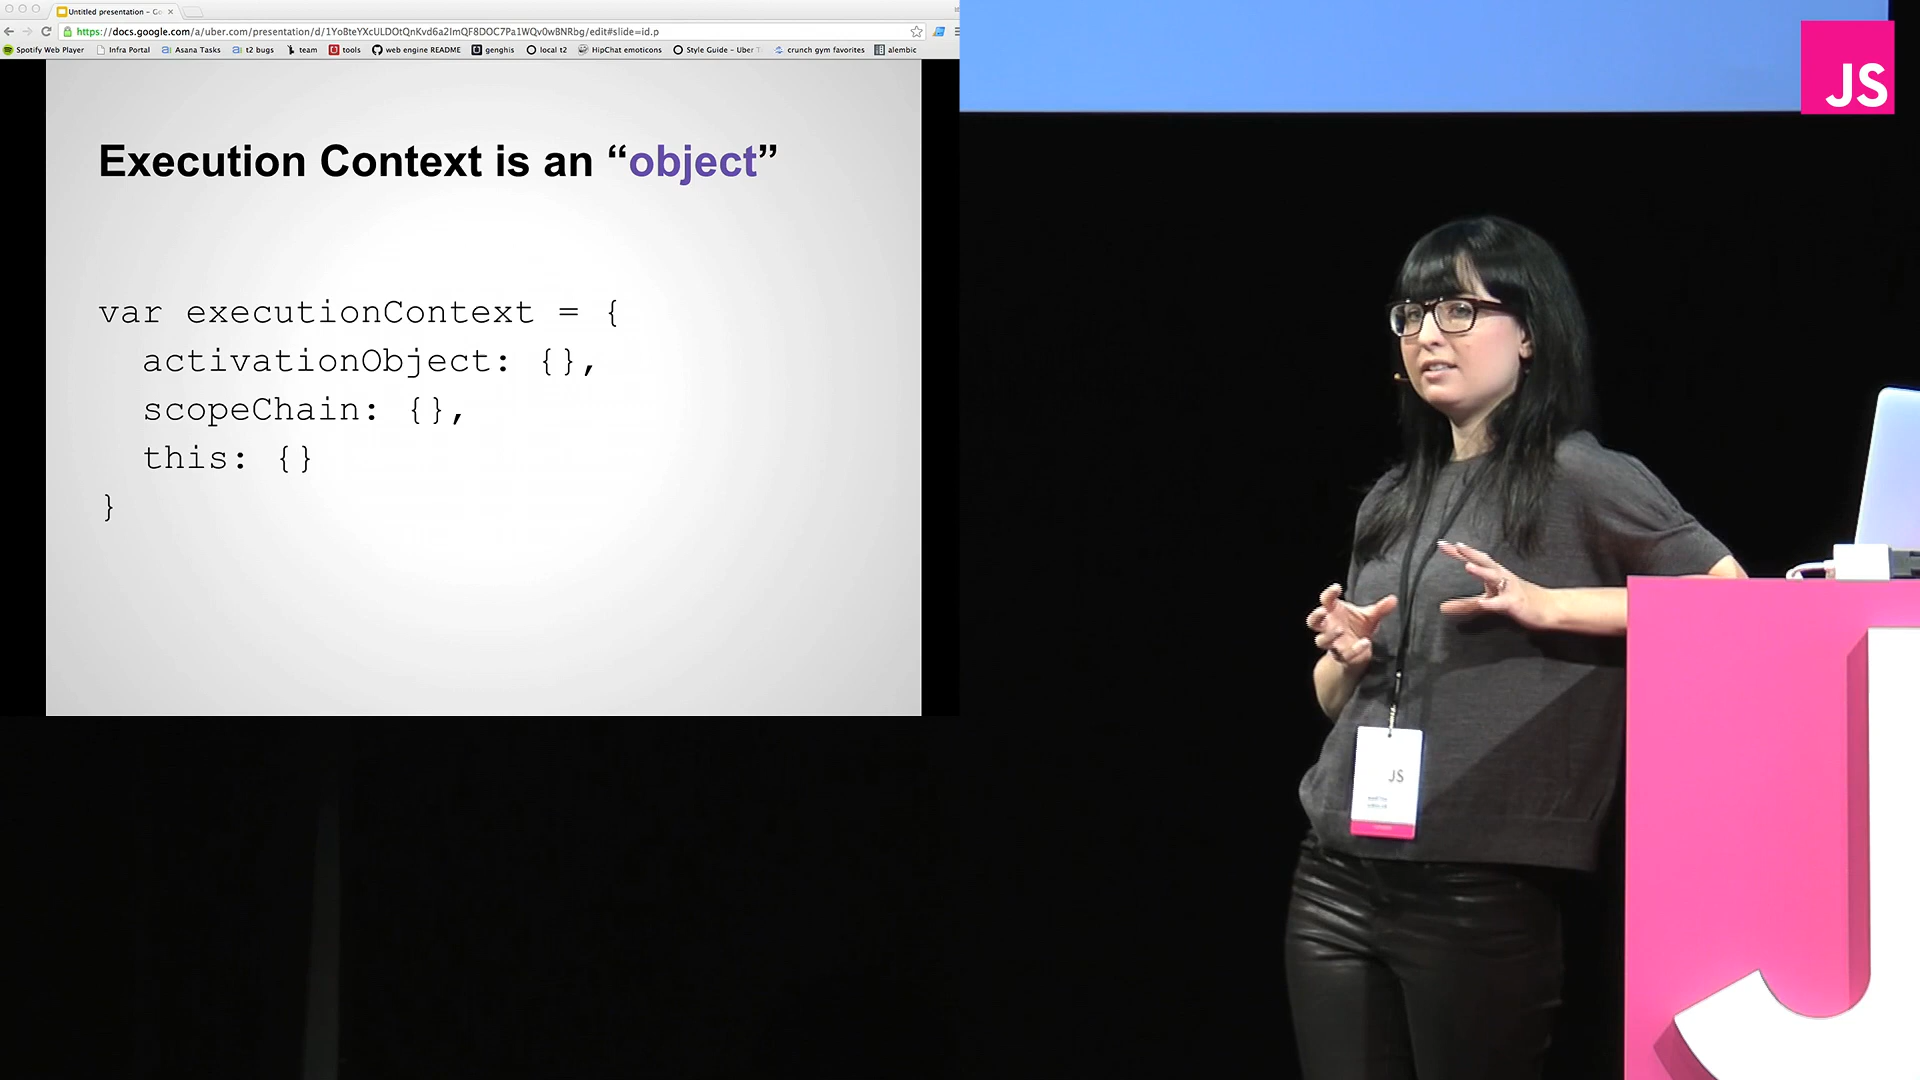 Untitled presentation - Go
https://docs.google.com/a/uber.com/presentation/d/1YoBteYXcULDOtQnKvd6a2ImQF8DOC7Pa1WQv0wBNRbg/edit#slide=id.p
Spotify Web Player Infra Portal Asana Tasks t2 bugs team tools web engine README genghis local t2 HipChat emoticons Style Guide - Uber T crunch gym favorites alembic
Execution Context is an “object”
var executionContext = {
activationObject: {},
scopeChain: {},
this: {}
}
JS
JS